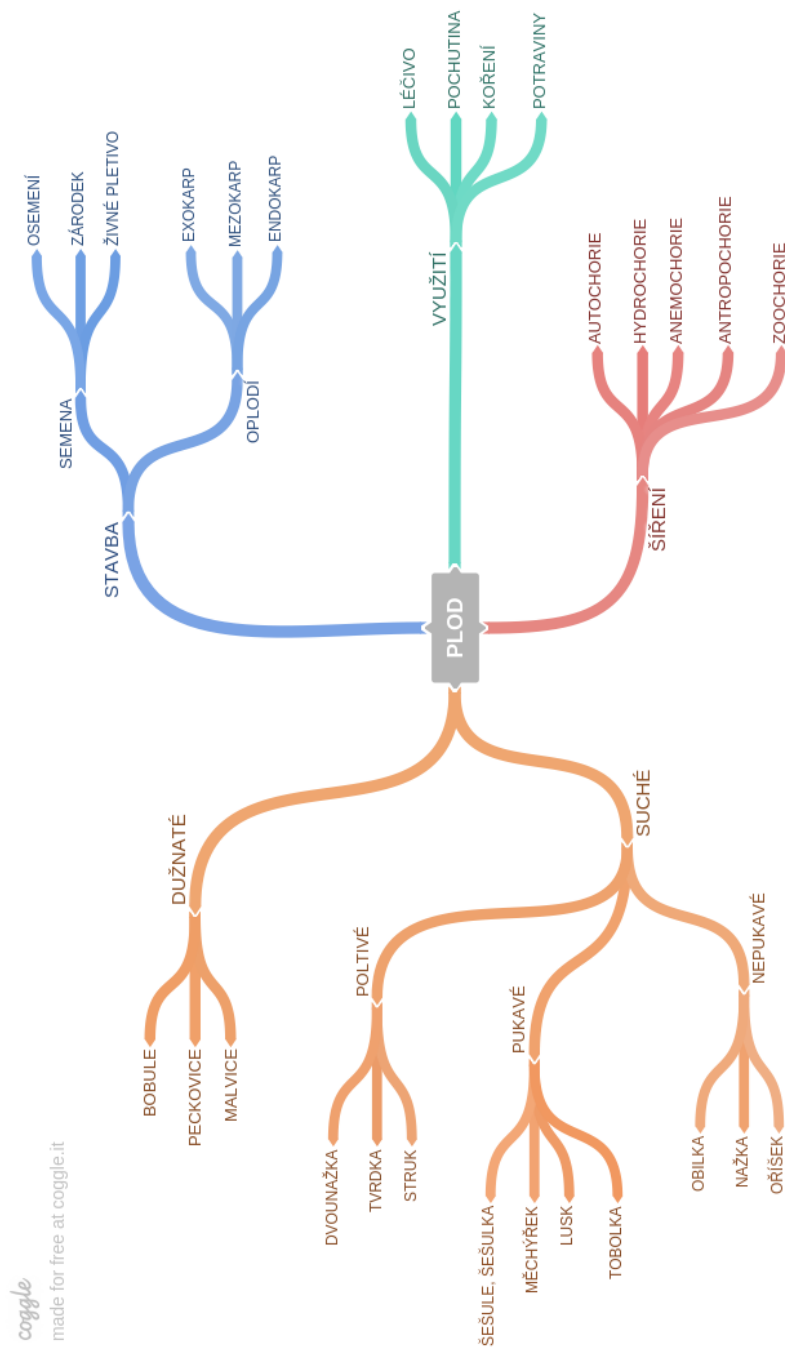 PLOD
STAVBA
SEMENA
OSEMENÍ
ZÁRODEK
ŽIVNÉ PLETIVO
OPLODÍ
EXOKARP
MEZOKARP
ENDOKARP
VYUŽITÍ
LÉČIVO
POCHUTINA
KOŘENÍ
POTRAVINY
ŠÍŘENÍ
AUTOCHORIE
HYDROCHORIE
ANEMOCHORIE
ANTROPOCHORIE
ZOOCHORIE
DUŽNATÉ
BOBULE
PECKOVICE
MALVICE
SUCHÉ
POLTIVÉ
DVOUNAŽKA
TVRDKA
STRUK
PUKAVÉ
ŠEŠULE, ŠEŠULKA
MĚCHÝŘEK
LUSK
TOBOLKA
NEPUKAVÉ
OBILKA
NAŽKA
OŘÍŠEK
coggle
made for free at coggle.it